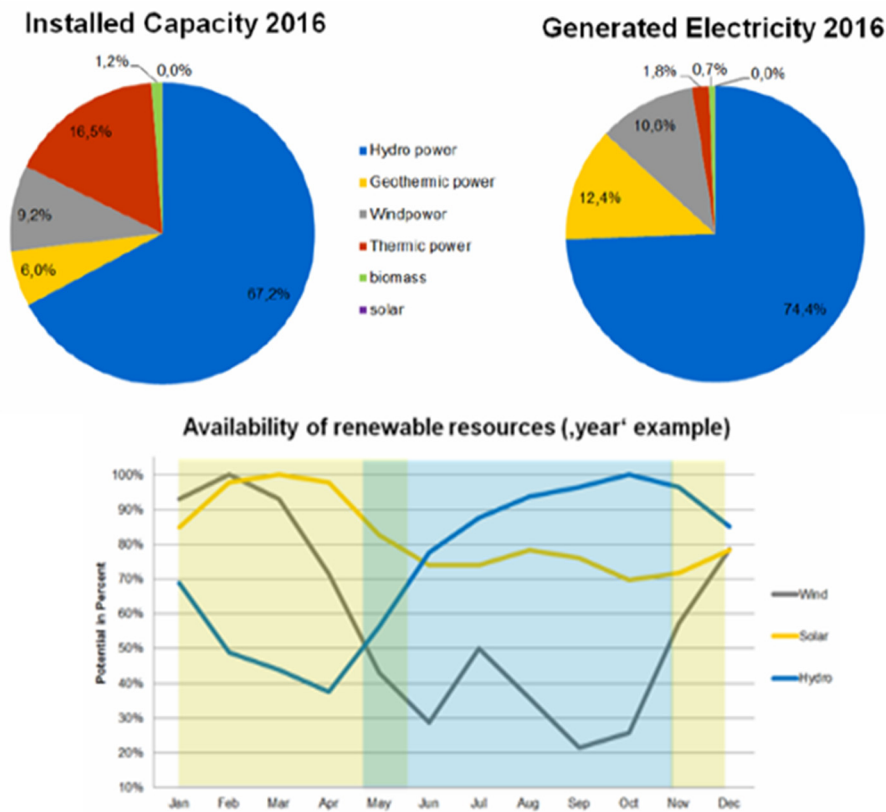 Installed Capacity 2016
1,2%
0,0%
16,5%
9,2%
6,0%
67,2%
Hydro power
Geothermic power
Windpowor
Thermic power
biomass
solar
Generated Electricity 2016
1,8%
0,7%
0,0%
10,6%
12,4%
74,4%
Availability of renewable resources (‚year‘ example)
Potential in Percent
100%
90%
80%
70%
60%
50%
40%
30%
20%
10%
Jan Feb Mar Apr May Jun Jul Aug Sep Oct Nov Dec
Wind
Solar
Hydro